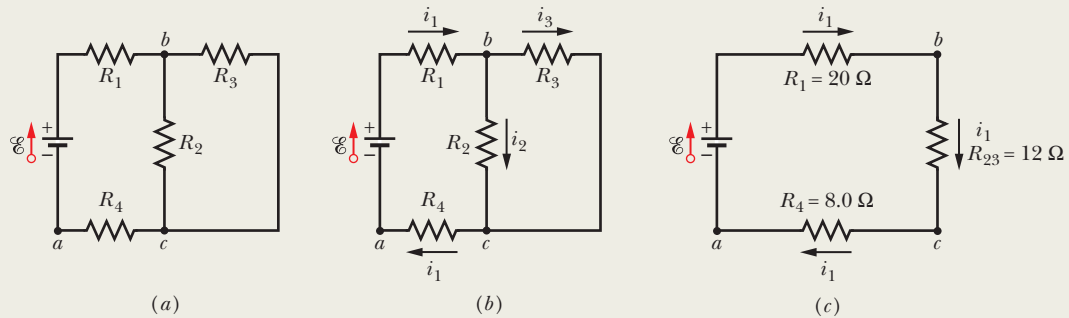 b
R1
R3
ℰ
+
−
R2
R4
a
c
(a)
i1
i3
b
R1
R3
ℰ
+
−
R2
i2
R4
a
c
i1
(b)
i1
b
R1 = 20 Ω
ℰ
+
−
i1
R23 = 12 Ω
R4 = 8.0 Ω
a
c
i1
(c)